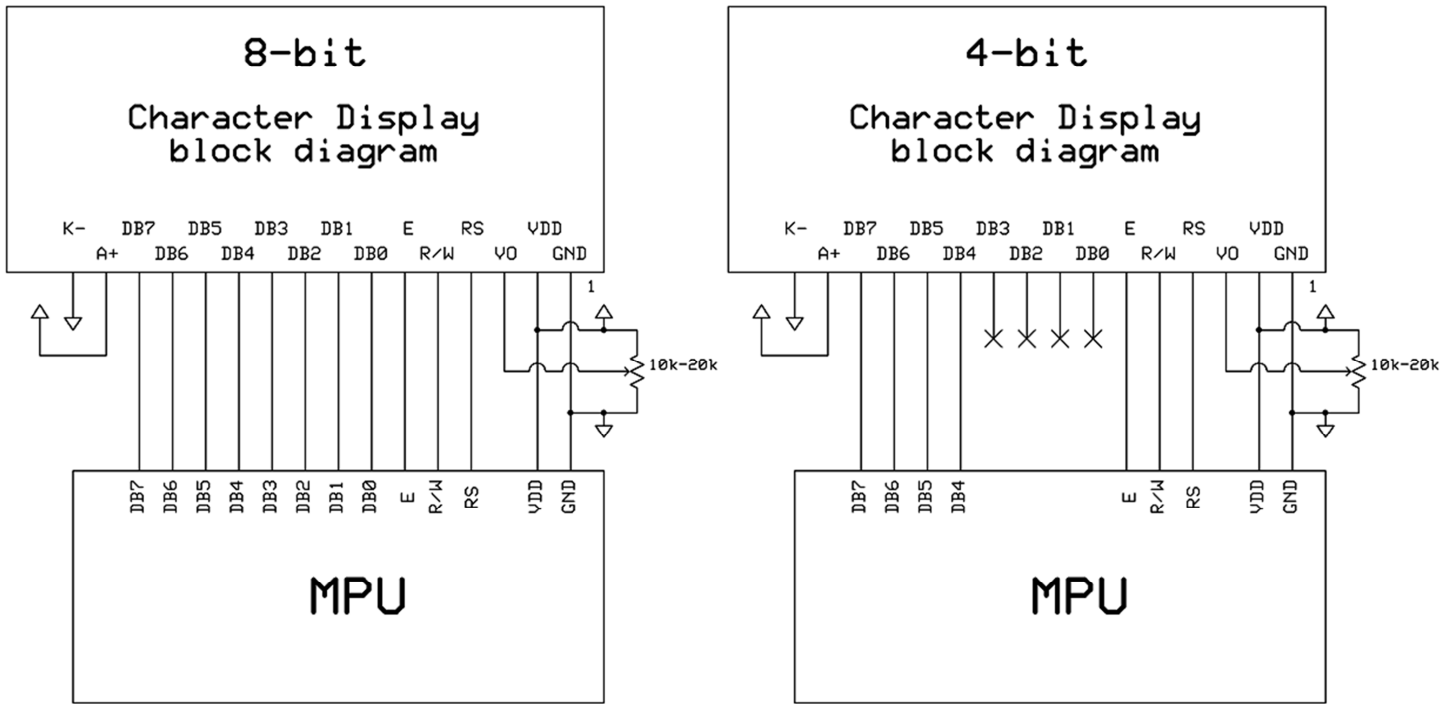 8-bit
Character Display
block diagram
K- DB7 DB5 DB3 DB1 E RS VDD
A+ DB6 DB4 DB2 DB0 R/W VO GND
1
10k-20k
DB7 DB6 DB5 DB4 DB3 DB2 DB1 DB0 E R/W RS VDD GND
MPU
4-bit
Character Display
block diagram
K- DB7 DB5 DB3 DB1 E RS VDD
A+ DB6 DB4 DB2 DB0 R/W VO GND
1
10k-20k
DB7 DB6 DB5 DB4 E R/W RS VDD GND
MPU